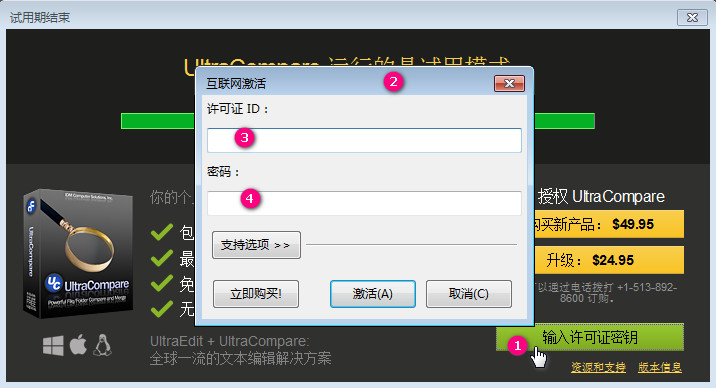 试用期结束
UltraCompare 运行的是试用模式
互联网激活
2
许可证 ID：
3
密码：
4
支持选项 >>
立即购买!
激活(A)
取消(C)
你的个
包
最
免
无
IDM Computer Solutions, Inc.
UltraCompare
UC UltraCompare
Powerful File/Folder Compare and Merge
UltraEdit + UltraCompare:
全球一流的文本编辑解决方案
授权 UltraCompare
购买新产品：$49.95
升级：$24.95
可以通过电话拨打 +1-513-892-
8600 订购。
1
输入许可证密钥
资源和支持 版本信息